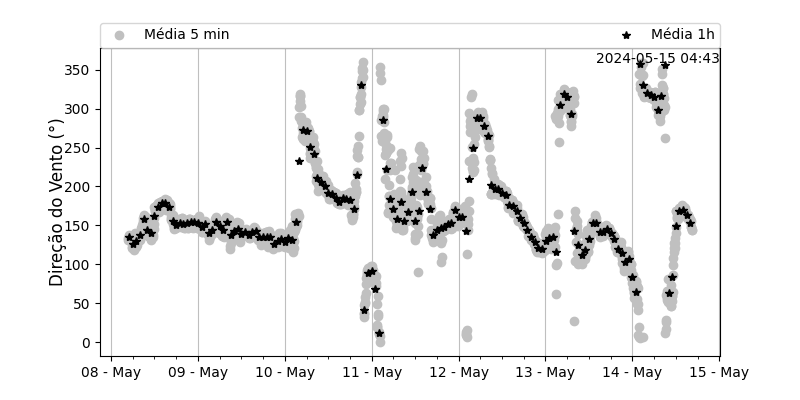 Média 5 min
Média 1h
2024-05-15 04:43
Direção do Vento (°)
350
300
250
200
150
100
50
0
08 - May
09 - May
10 - May
11 - May
12 - May
13 - May
14 - May
15 - May